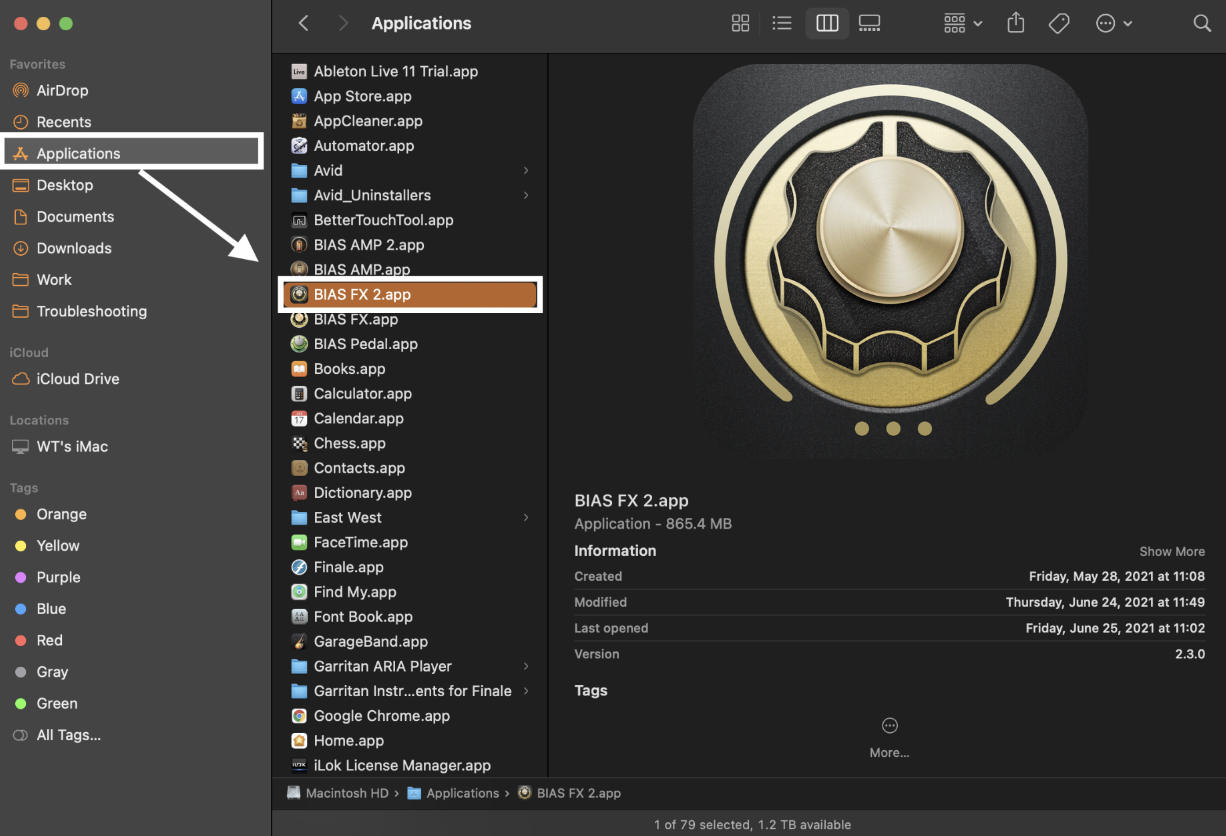 Applications
Favorites
AirDrop
Recents
Applications
Desktop
Documents
Downloads
Work
Troubleshooting
iCloud
iCloud Drive
Locations
WT's iMac
Tags
Orange
Yellow
Purple
Blue
Red
Gray
Green
All Tags...
Ableton Live 11 Trial.app
App Store.app
AppCleaner.app
Automator.app
Avid
Avid_Uninstallers
BetterTouchTool.app
BIAS AMP 2.app
BIAS AMP.app
BIAS FX 2.app
BIAS FX.app
BIAS Pedal.app
Books.app
Calculator.app
Calendar.app
Chess.app
Contacts.app
Dictionary.app
East West
FaceTime.app
Finale.app
Find My.app
Font Book.app
GarageBand.app
Garritan ARIA Player
Garritan Instr...ents for Finale
Google Chrome.app
Home.app
iLok License Manager.app
BIAS FX 2.app
Application - 865.4 MB
Information Show More
Created Friday, May 28, 2021 at 11:08
Modified Thursday, June 24, 2021 at 11:49
Last opened Friday, June 25, 2021 at 11:02
Version 2.3.0
Tags
More...
Macintosh HD › Applications › BIAS FX 2.app
1 of 79 selected, 1.2 TB available